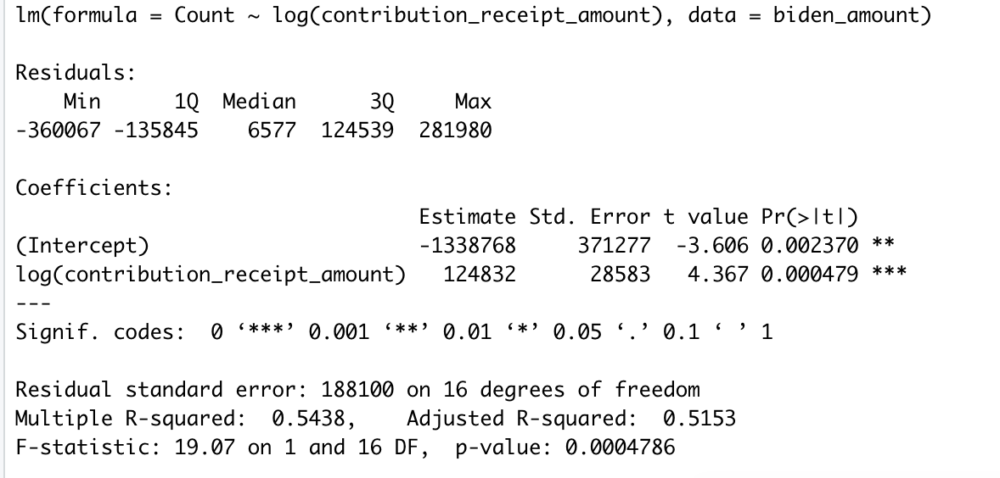 lm(formula = Count ~ log(contribution_receipt_amount), data = biden_amount)
Residuals:
Min 1Q Median 3Q Max
-360067 -135845 6577 124539 281980
Coefficients:
Estimate Std. Error t value Pr(>|t|)
(Intercept) -1338768 371277 -3.606 0.002370 **
log(contribution_receipt_amount) 124832 28583 4.367 0.000479 ***
---
Signif. codes: 0 ‘***’ 0.001 ‘**’ 0.01 ‘*’ 0.05 ‘.’ 0.1 ‘ ’ 1
Residual standard error: 188100 on 16 degrees of freedom
Multiple R-squared: 0.5438, Adjusted R-squared: 0.5153
F-statistic: 19.07 on 1 and 16 DF, p-value: 0.0004786